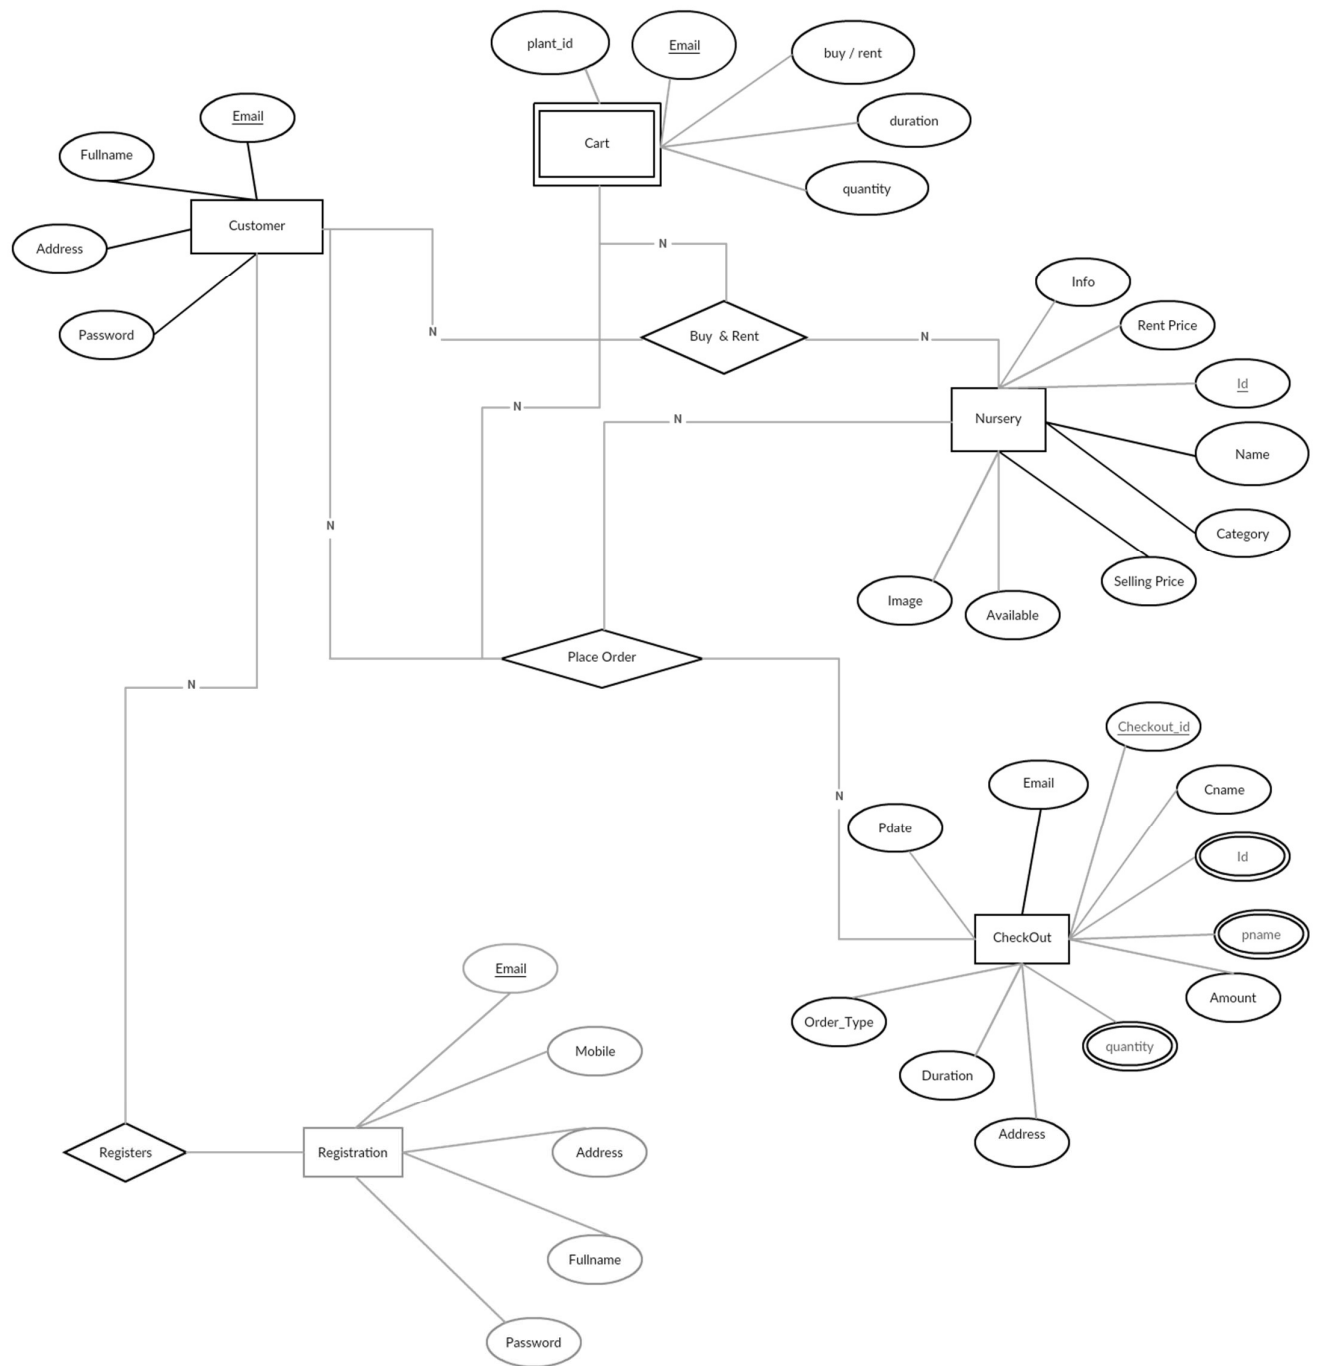 plant_id
Email
buy / rent
duration
quantity
Cart
Email
Fullname
Address
Password
Customer
N
N
Buy & Rent
N
Info
Rent Price
Id
Name
Category
Selling Price
Available
Image
Nursery
N
N
N
Place Order
N
N
Checkout_id
Email
Cname
Pdate
Id
pname
CheckOut
Amount
Order_Type
quantity
Duration
Address
Email
Mobile
Registers
Registration
Address
Fullname
Password